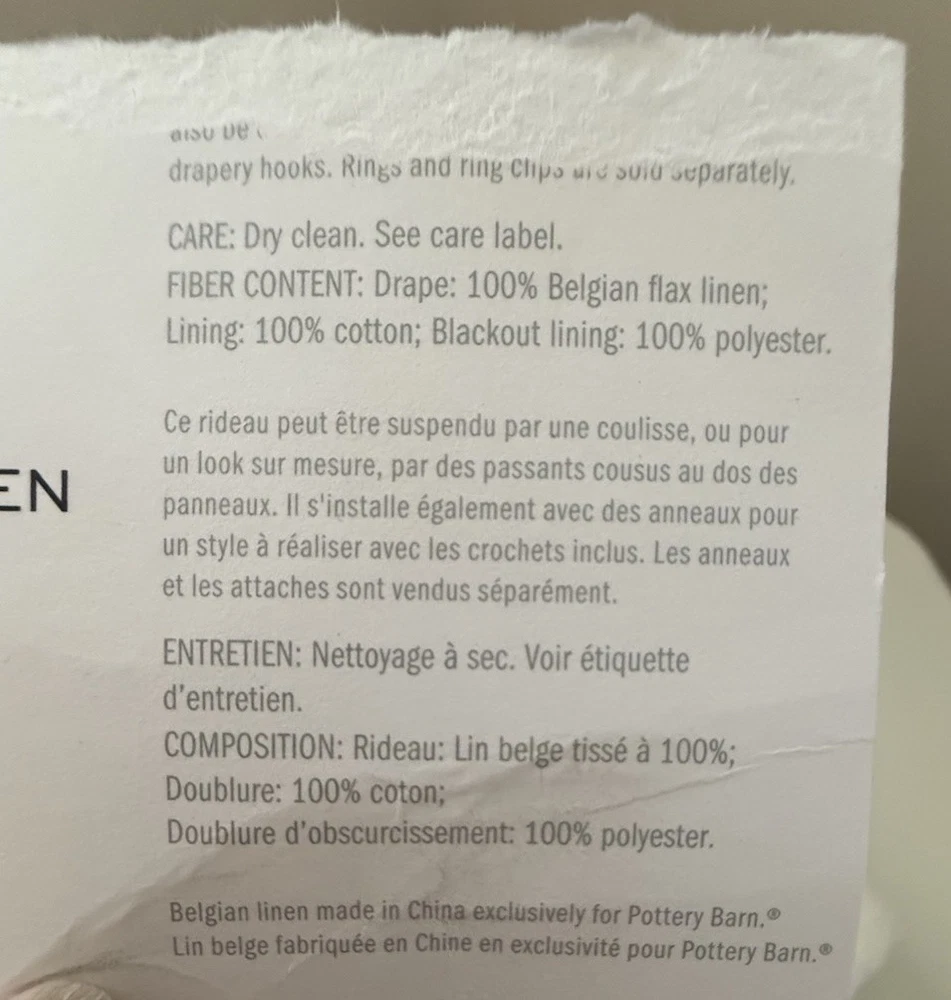 also be
drapery hooks. Rings and ring clips are sold separately.
CARE: Dry clean. See care label.
FIBER CONTENT: Drape: 100% Belgian flax linen;
Lining: 100% cotton; Blackout lining: 100% polyester.
Ce rideau peut être suspendu par une coulisse, ou pour
un look sur mesure, par des passants cousus au dos des
EN
panneaux. Il s'installe également avec des anneaux pour
un style à réaliser avec les crochets inclus. Les anneaux
et les attaches sont vendus séparément.
ENTRETIEN: Nettoyage à sec. Voir étiquette
d'entretien.
COMPOSITION: Rideau: Lin belge tissé à 100%;
Doublure: 100% coton;
Doublure d'obscurcissement: 100% polyester.
Belgian linen made in China exclusively for Pottery Barn.®
Lin belge fabriquée en Chine en exclusivité pour Pottery Barn.®